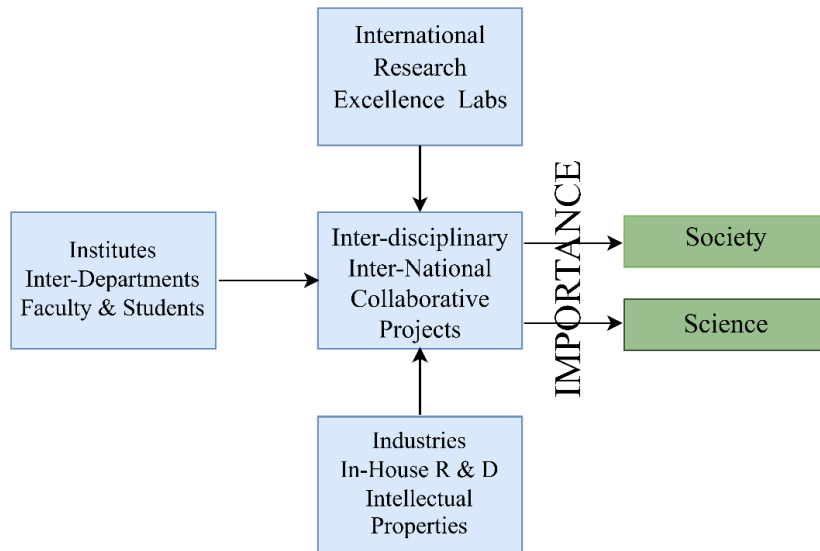 International
Research
Excellence Labs
Institutes
Inter-Departments
Faculty & Students
Inter-disciplinary
Inter-National
Collaborative
Projects
IMPORTANCE
Society
Science
Industries
In-House R & D
Intellectual
Properties